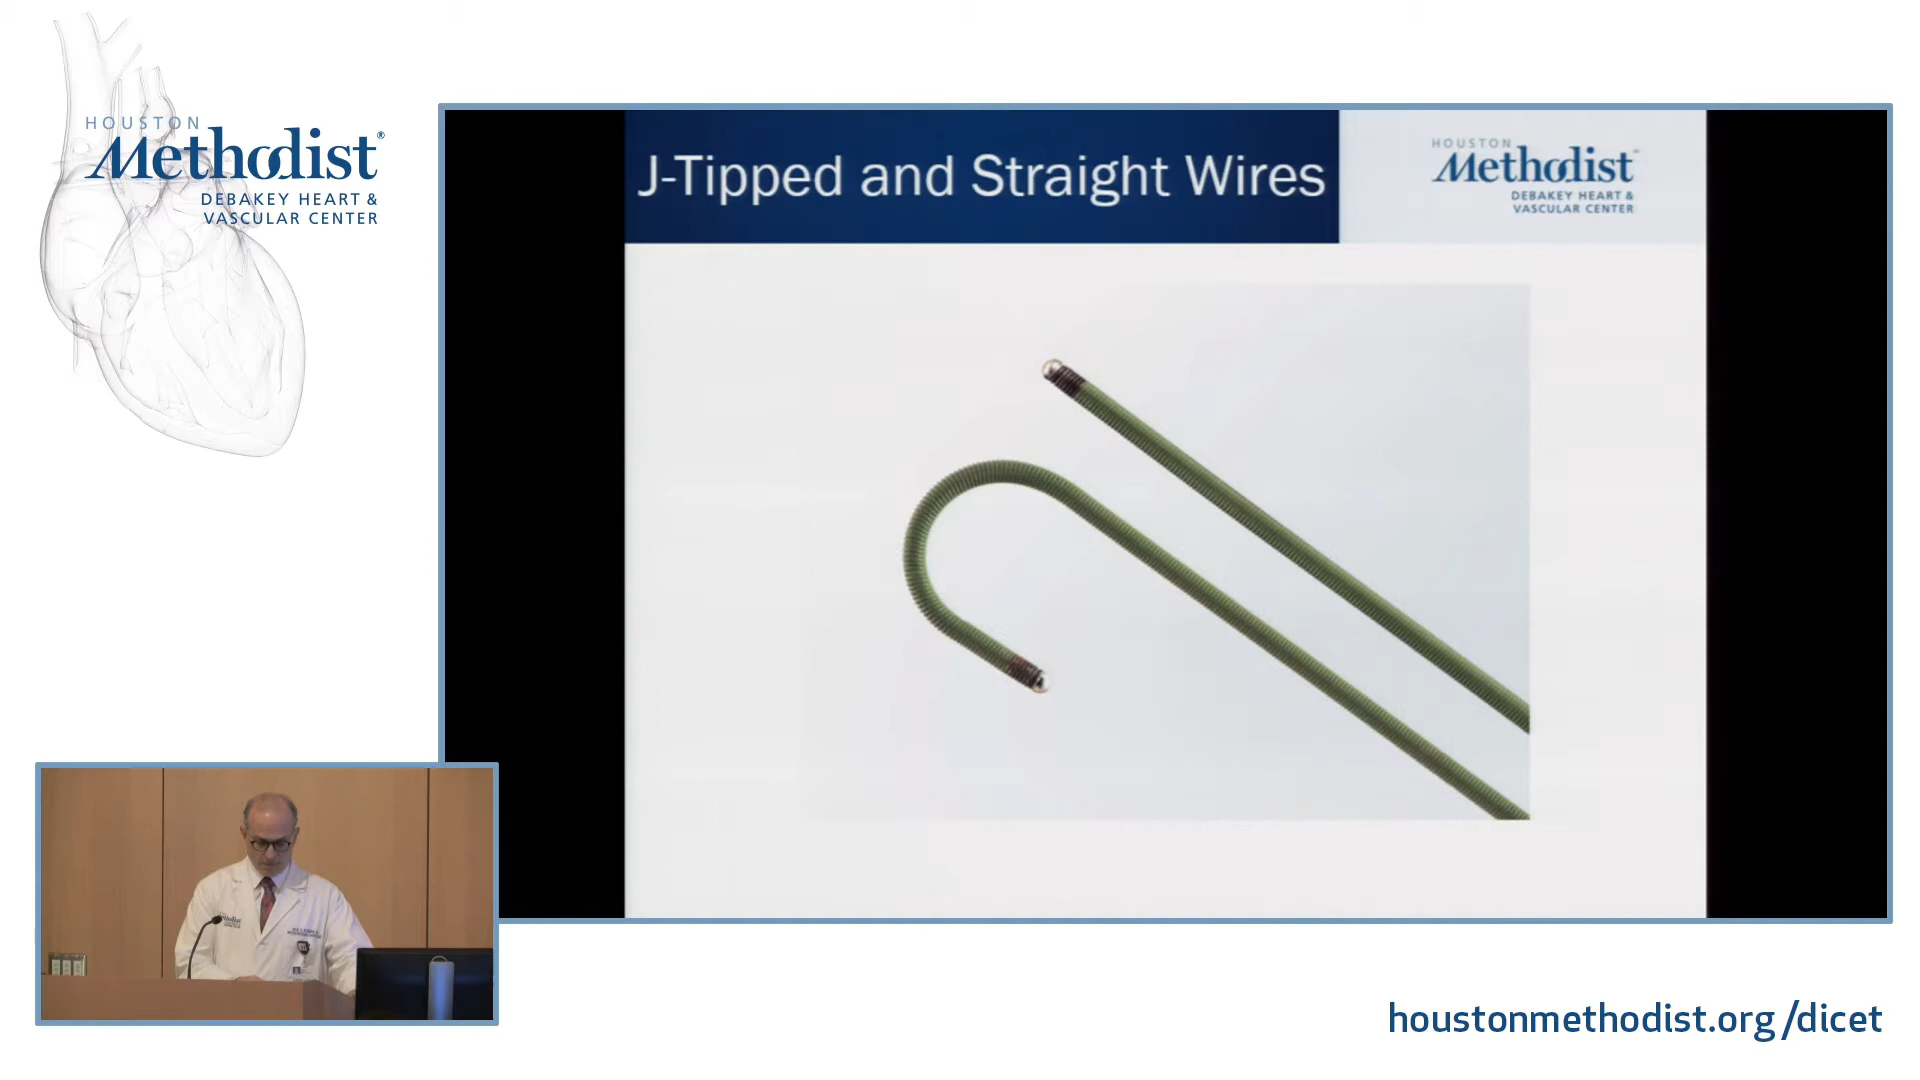 HOUSTON
Methodist®
DEBAKEY HEART &
VASCULAR CENTER
J-Tipped and Straight Wires
HOUSTON
Methodist
DEBAKEY HEART &
VASCULAR CENTER
houstonmethodist.org/dicet